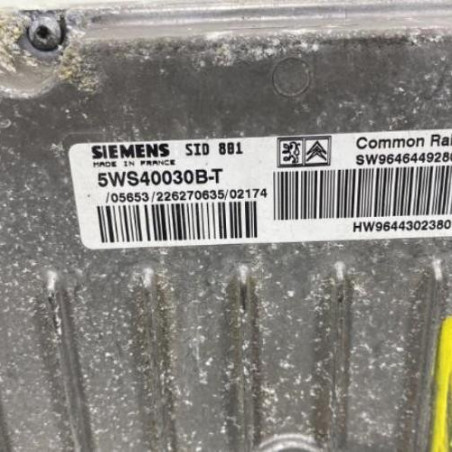 SIEMENS SID 801
MADE IN FRANCE
5WS40030B-T
/05653/226270635/02174
Common Rai
SW964644928
HW9644302380